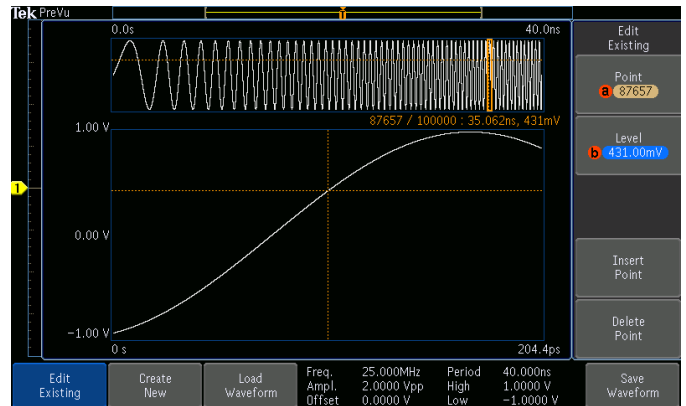 Tek PreVu
T
0.0s 40.0ns
87657 / 100000 : 35.062ns, 431mV
1.00 V
1
0.00 V
-1.00 V
0 s 204.4ps
Edit
Existing
Point
a 87657
Level
b 431.00mV
Insert
Point
Delete
Point
Edit
Existing
Create
New
Load
Waveform
Freq. 25.000MHz Period 40.000ns
Ampl. 2.0000 Vpp High 1.0000 V
Offset 0.0000 V Low -1.0000 V
Save
Waveform